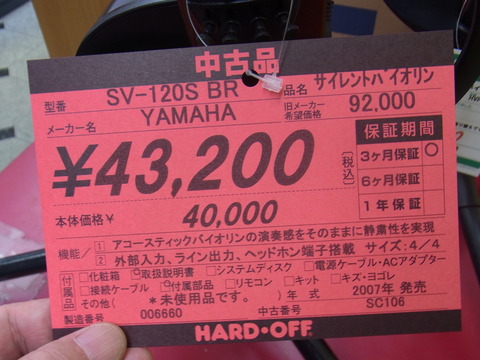 中古品
型番 SV-120S BR 品名 サイレントバイオリン
メーカー名 YAMAHA 旧メーカー希望価格 92,000
¥43,200 [税込]
保証期間
3ヶ月保証 ○
6ヶ月保証
1年保証
本体価格¥ 40,000
機能/ 1 アコースティックバイオリンの演奏感をそのままに静粛性を実現
2 外部入力、ライン出力、ヘッドホン端子搭載 サイズ:4/4
付属品 □化粧箱 □取扱説明書 □システムディスク □電源ケーブル・ACアダプター
□接続ケーブル □付属部品 □リモコン □キット □キズ・ヨゴレ
その他( *未使用品です。 ) 年式 2007年 発売
製造番号 006660 中古番号 SC106
HARD・OFF